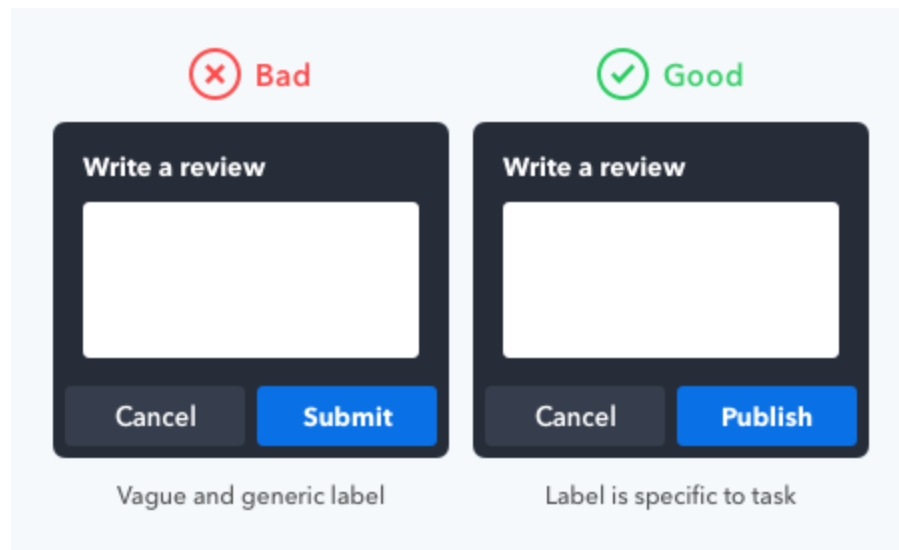 Bad
Write a review
Cancel
Submit
Vague and generic label
Good
Write a review
Cancel
Publish
Label is specific to task